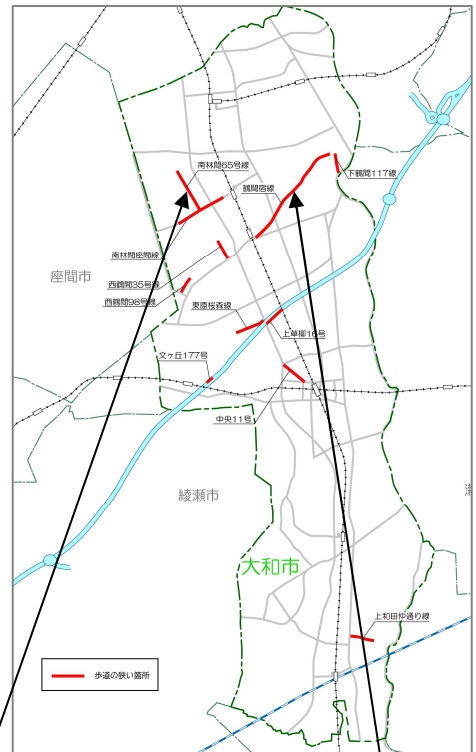 南林間65号線
下鶴間117線
鶴間宿線
南林間座間線
座間市
西鶴間35号線
西鶴間98号線
東原桜森線
上草柳16号
文ヶ丘177号
中央11号
綾瀬市
大和市
上和田仲通り線
歩道の狭い箇所